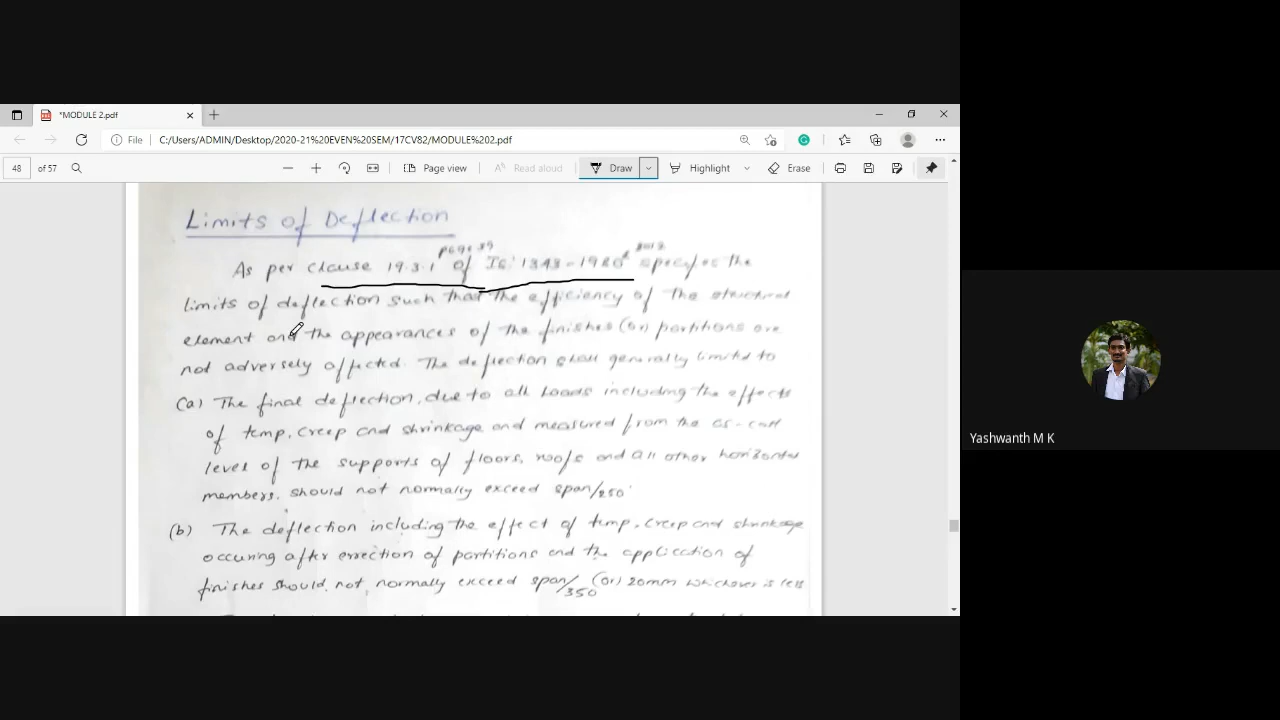 *MODULE 2.pdf
File C:/Users/ADMIN/Desktop/2020-21%20EVEN%20SEM/17CV82/MODULE%202.pdf
48 of 57 Page view Read aloud Draw Highlight Erase
Limits of Deflection
page 39 2012
As per clause 19.3.1 of IS: 1343-1980 specifies the
limits of deflection such that the efficiency of the structural
element and the appearances of the finishes (or) partitions are
not adversely affected. The deflection shall generally limited to
(a) The final deflection, due to all loads including the effects
of temp, creep and shrinkage and measured from the as-cast
level of the supports of floors, roofs and all other horizontal
members, should not normally exceed span/250.
(b) The deflection including the effect of temp, creep and shrinkage
occuring after errection of partitions and the application of
finishes should not, normally exceed span/350 (or) 20mm whichever is less
Yashwanth M K